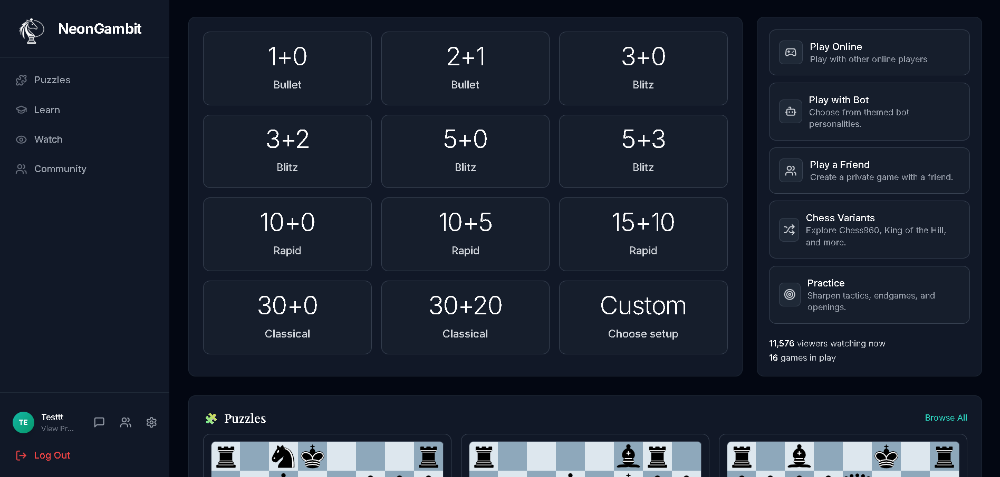 NeonGambit
Puzzles
Learn
Watch
Community
TE
Testtt
View Pr...
Log Out
1+0
Bullet
2+1
Bullet
3+0
Blitz
3+2
Blitz
5+0
Blitz
5+3
Blitz
10+0
Rapid
10+5
Rapid
15+10
Rapid
30+0
Classical
30+20
Classical
Custom
Choose setup
Play Online
Play with other online players
Play with Bot
Choose from themed bot
personalities.
Play a Friend
Create a private game with a friend.
Chess Variants
Explore Chess960, King of the Hill,
and more.
Practice
Sharpen tactics, endgames, and
openings.
11,576 viewers watching now
16 games in play
Puzzles
Browse All